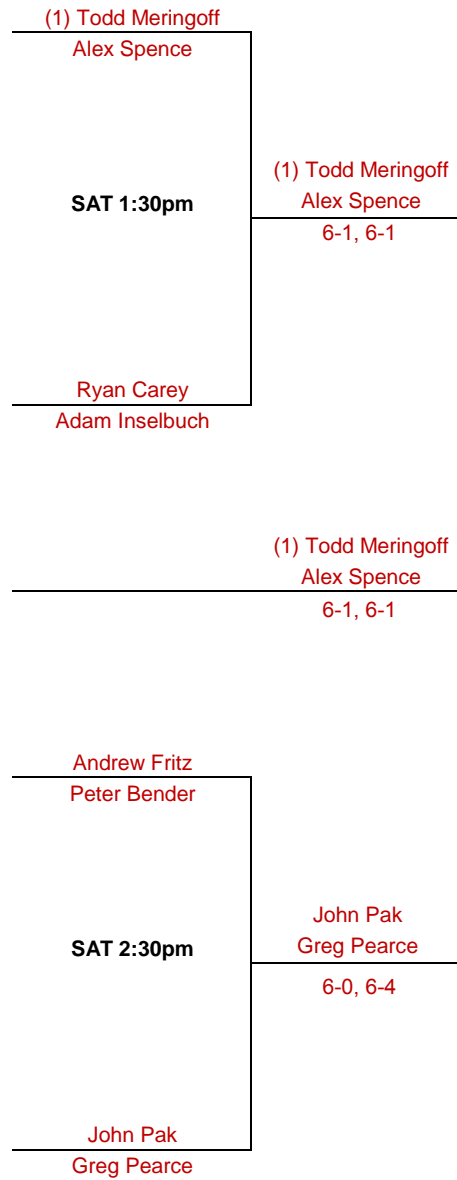 (1) Todd Meringoff
Alex Spence
(1) Todd Meringoff
SAT 1:30pm
Alex Spence
6-1, 6-1
Ryan Carey
Adam Inselbuch
(1) Todd Meringoff
Alex Spence
6-1, 6-1
Andrew Fritz
Peter Bender
John Pak
SAT 2:30pm
Greg Pearce
6-0, 6-4
John Pak
Greg Pearce